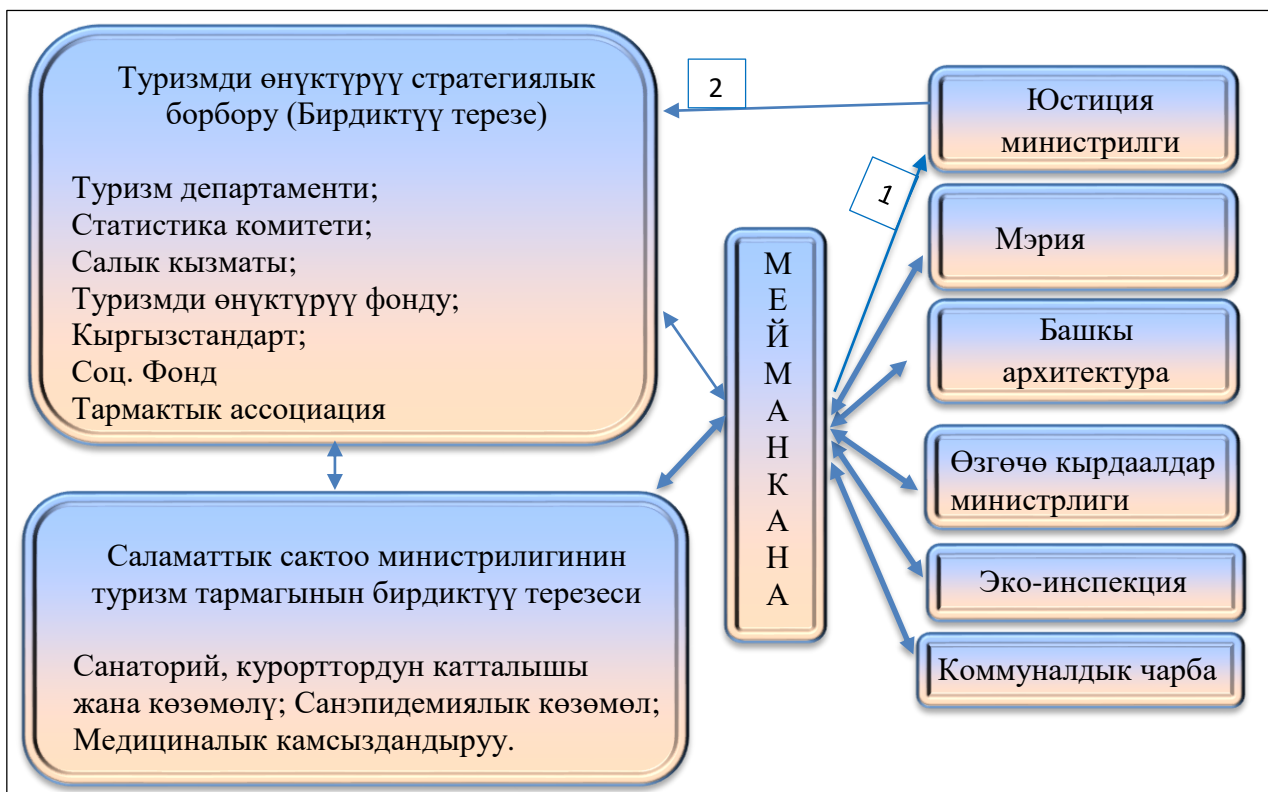 Туризмди өнүктүрүү стратегиялык
борбору (Бирдиктүү терезе)
Туризм департаменти;
Статистика комитети;
Салык кызматы;
Туризмди өнүктүрүү фонду;
Кыргызстандарт;
Соц. Фонд
Тармактык ассоциация
Саламаттык сактоо министрилигинин
туризм тармагынын бирдиктүү терезеси
Санаторий, курорттордун катталышы
жана көзөмөлү; Санэпидемиялык көзөмөл;
Медициналык камсыздандыруу.
М
Е
Й
М
А
Н
К
А
Н
А
2
1
Юстиция
министрилги
Мэрия
Башкы
архитектура
Өзгөчө кырдаалдар
министрлиги
Эко-инспекция
Коммуналдык чарба